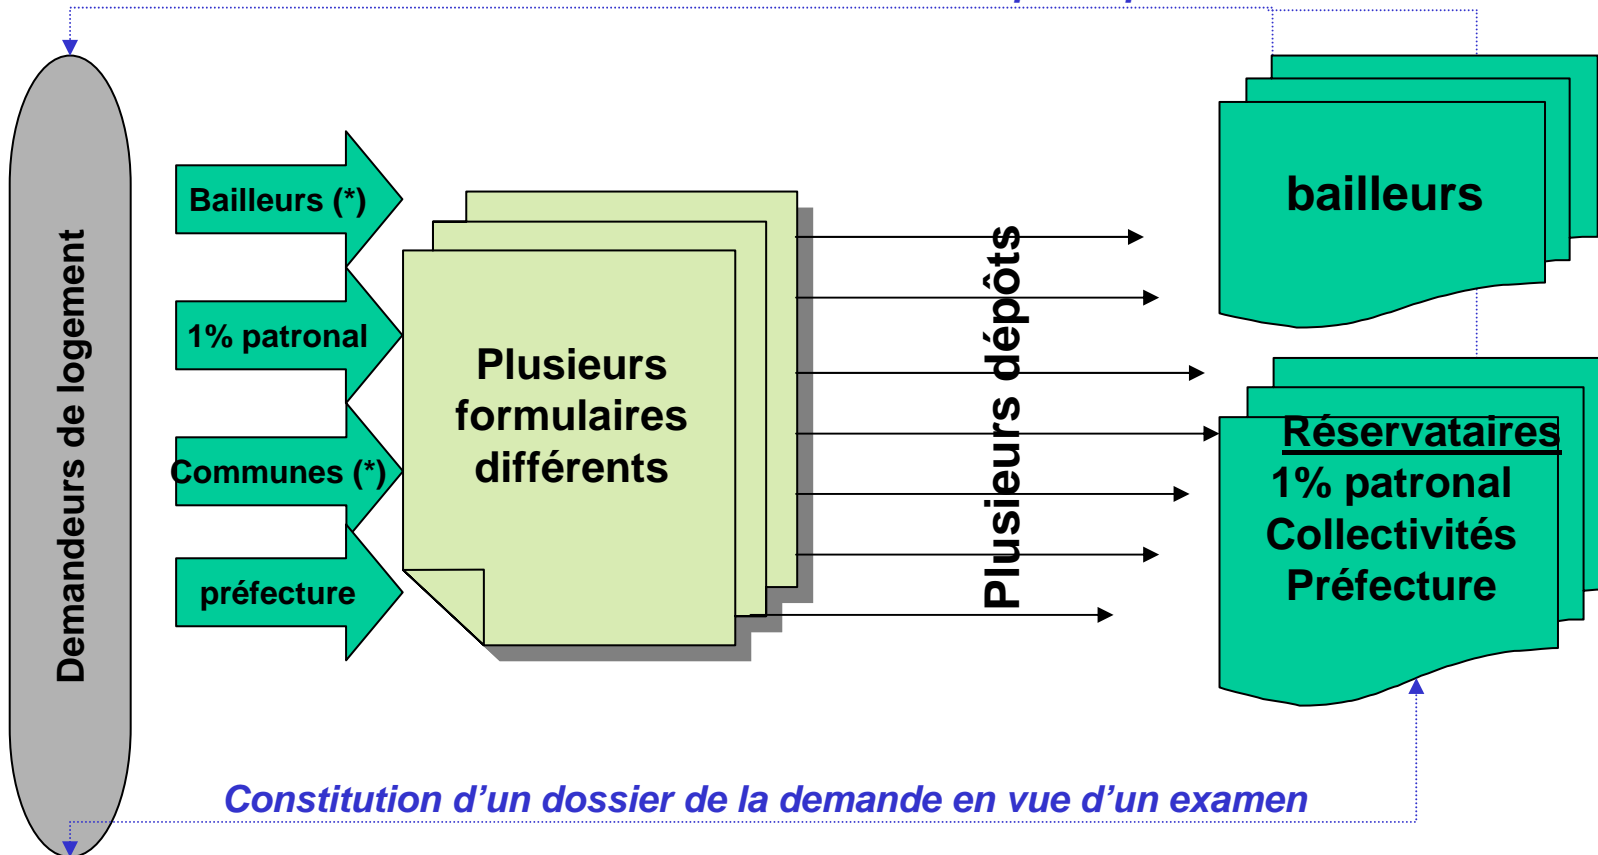 Demandeurs de logement
Bailleurs (*)
1% patronal
Communes (*)
préfecture
Plusieurs
formulaires
différents
Plusieurs dépôts
bailleurs
Réservataires
1% patronal
Collectivités
Préfecture
Constitution d’un dossier de la demande en vue d’un examen